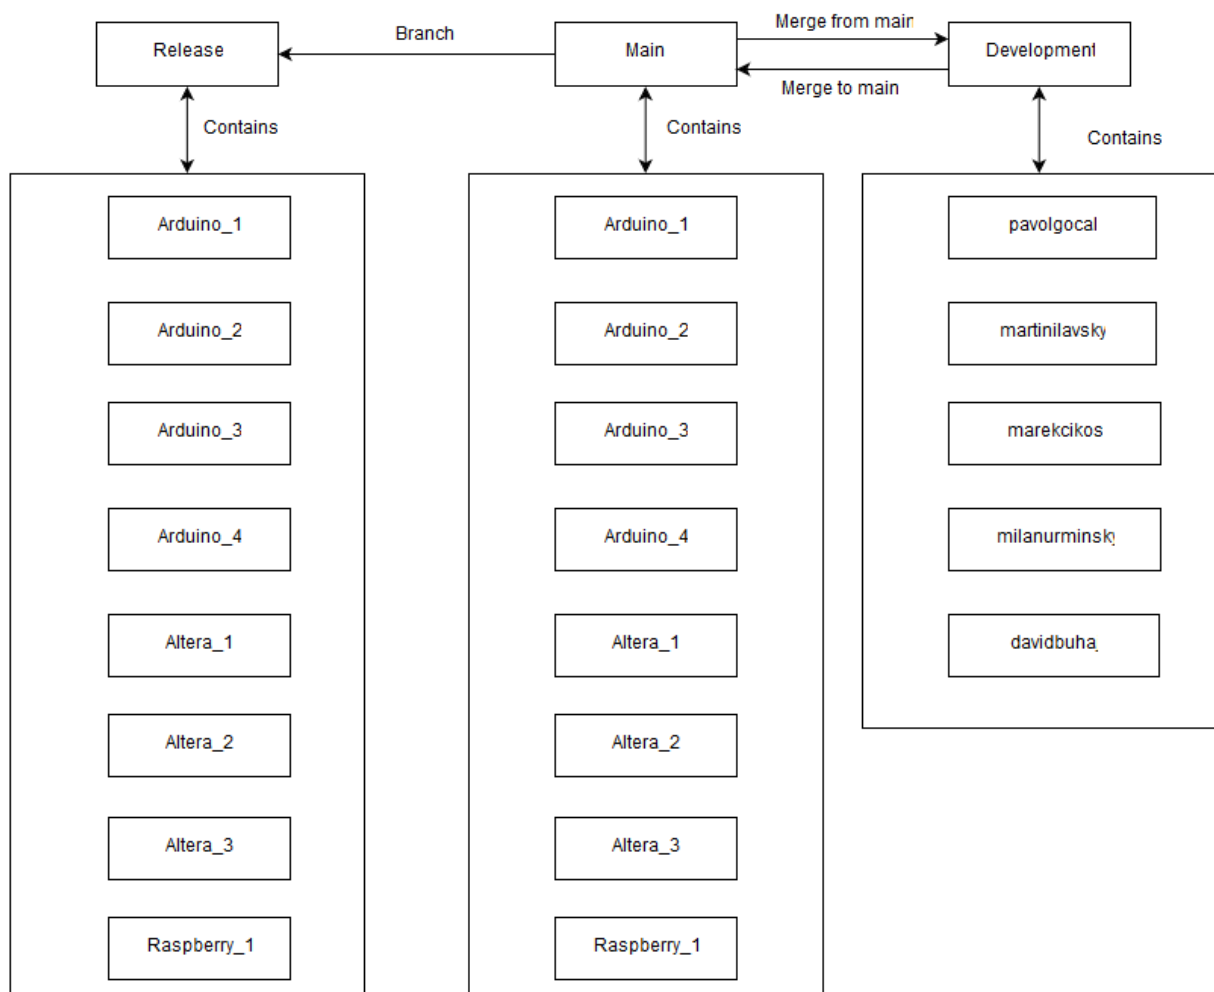 Release
Branch
Main
Merge from main
Merge to main
Development
Contains
Contains
Contains
Arduino_1
Arduino_2
Arduino_3
Arduino_4
Altera_1
Altera_2
Altera_3
Raspberry_1
Arduino_1
Arduino_2
Arduino_3
Arduino_4
Altera_1
Altera_2
Altera_3
Raspberry_1
pavolgocal
martinilavsky
marekcikos
milanurminsky
davidbuhaj